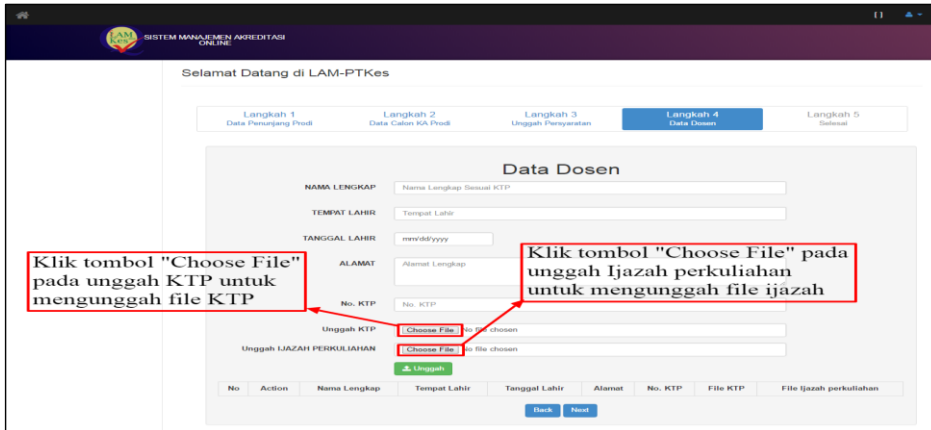 LAM
Kes
SISTEM MANAJEMEN AKREDITASI
ONLINE
Selamat Datang di LAM-PTKes
Langkah 1
Data Penunjang Prodi
Langkah 2
Data Calon KA Prodi
Langkah 3
Unggah Persyaratan
Langkah 4
Data Dosen
Langkah 5
Selesai
Data Dosen
NAMA LENGKAP
Nama Lengkap Sesuai KTP
TEMPAT LAHIR
Tempat Lahir
TANGGAL LAHIR
mm/dd/yyyy
ALAMAT
Alamat Lengkap
Klik tombol "Choose File"
pada unggah KTP untuk
mengunggah file KTP
Klik tombol "Choose File" pada
unggah Ijazah perkuliahan
untuk mengunggah file ijazah
No. KTP
No. KTP
Unggah KTP
Choose File No file chosen
Unggah IJAZAH PERKULIAHAN
Choose File No file chosen
Unggah
No Action Nama Lengkap Tempat Lahir Tanggal Lahir Alamat No. KTP File KTP File Ijazah perkuliahan
Back Next